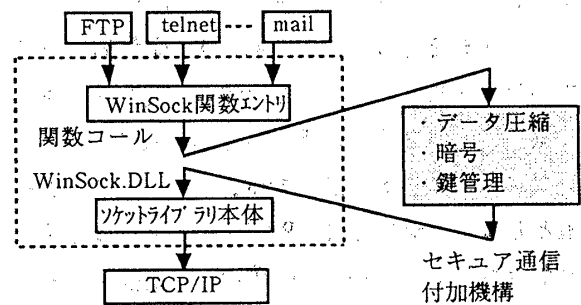 FTP telnet mail
WinSock関数エントリ
関数コール
・データ圧縮
・暗号
・鍵管理
WinSock.DLL
ソケットライブラリ本体
セキュア通信
付加機構
TCP/IP